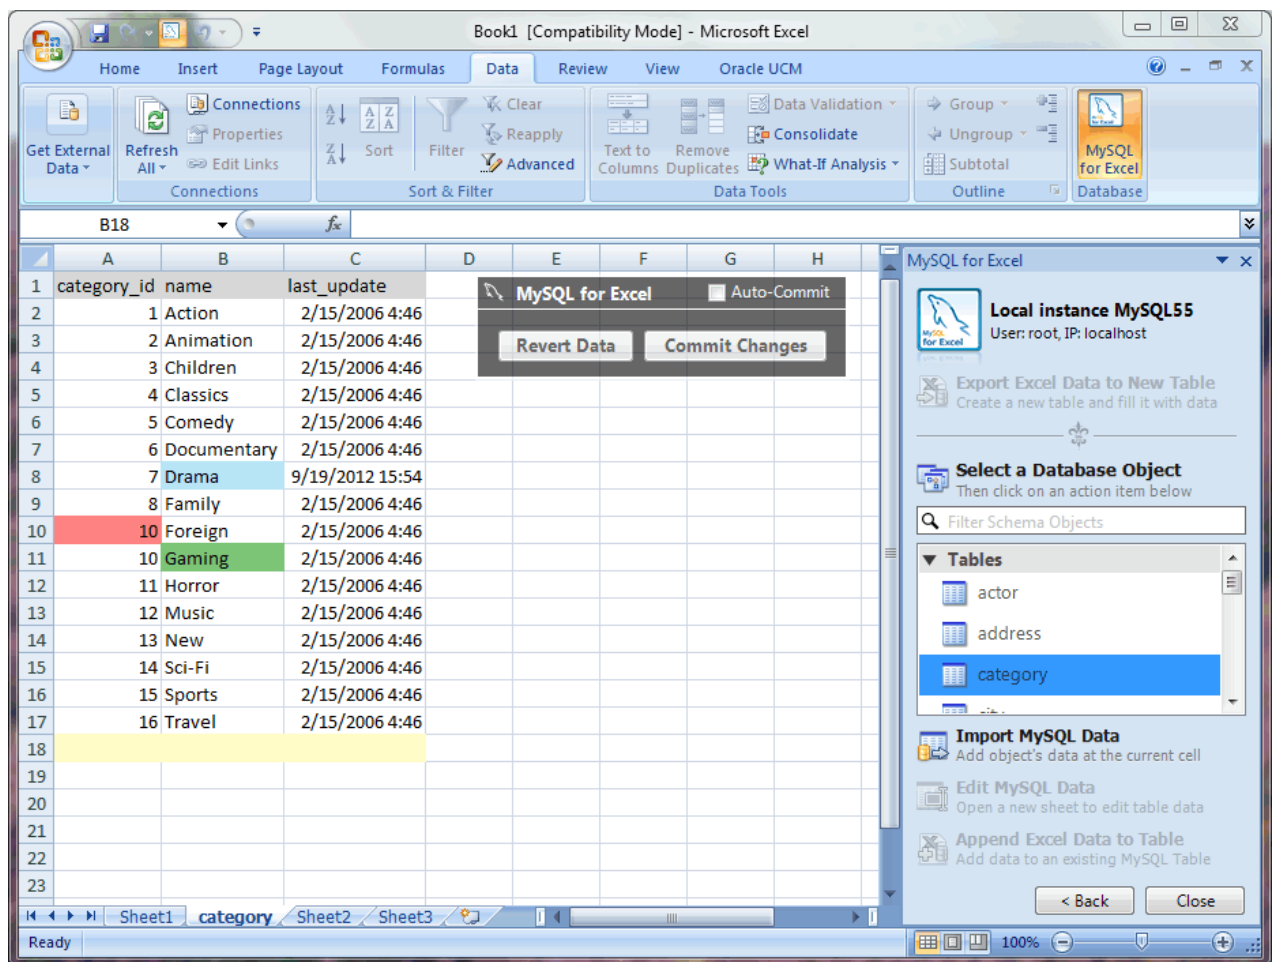 Book1 [Compatibility Mode] - Microsoft Excel
Home Insert Page Layout Formulas Data Review View Oracle UCM
Get External Data
Refresh All
Connections
Properties
Edit Links
Connections
Sort
Filter
Clear
Reapply
Advanced
Sort & Filter
Text to Columns
Remove Duplicates
Data Validation
Consolidate
What-If Analysis
Data Tools
Group
Ungroup
Subtotal
Outline
MySQL for Excel
Database
B18 fx
A B C D E F G H
1 category_id name last_update
2 1 Action 2/15/2006 4:46
3 2 Animation 2/15/2006 4:46
4 3 Children 2/15/2006 4:46
5 4 Classics 2/15/2006 4:46
6 5 Comedy 2/15/2006 4:46
7 6 Documentary 2/15/2006 4:46
8 7 Drama 9/19/2012 15:54
9 8 Family 2/15/2006 4:46
10 10 Foreign 2/15/2006 4:46
11 10 Gaming 2/15/2006 4:46
12 11 Horror 2/15/2006 4:46
13 12 Music 2/15/2006 4:46
14 13 New 2/15/2006 4:46
15 14 Sci-Fi 2/15/2006 4:46
16 15 Sports 2/15/2006 4:46
17 16 Travel 2/15/2006 4:46
18
19
20
21
22
23
MySQL for Excel Auto-Commit
Revert Data Commit Changes
MySQL for Excel
MySQL for Excel
Local instance MySQL55
User: root, IP: localhost
Export Excel Data to New Table
Create a new table and fill it with data
Select a Database Object
Then click on an action item below
Filter Schema Objects
Tables
actor
address
category
Import MySQL Data
Add object's data at the current cell
Edit MySQL Data
Open a new sheet to edit table data
Append Excel Data to Table
Add data to an existing MySQL Table
< Back Close
Sheet1 category Sheet2 Sheet3
Ready 100%